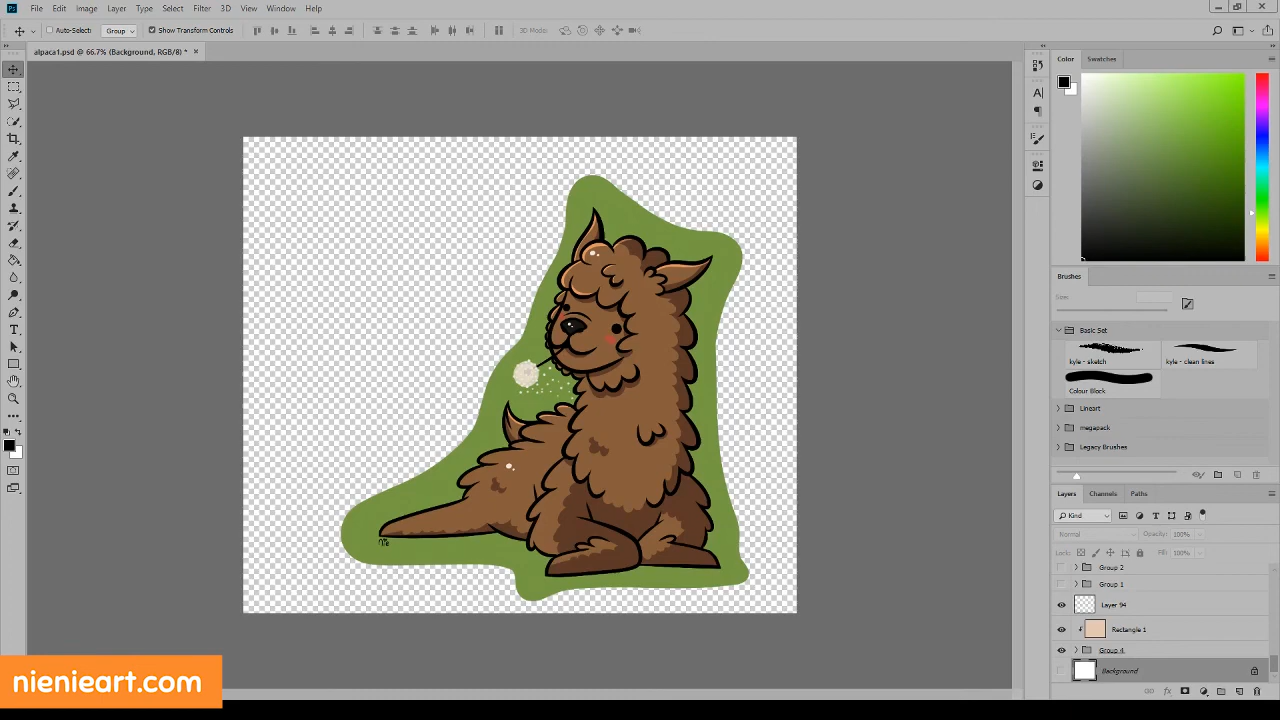 Ps File Edit Image Layer Type Select Filter 3D View Window Help
Auto-Select: Group Show Transform Controls 3D Mode:
alpaca1.psd @ 66.7% (Background, RGB/8) * ×
Color Swatches
Brushes
Size:
Basic Set
kyle - sketch kyle - clean lines
Colour Block
Lineart
megapack
Legacy Brushes
Layers Channels Paths
Kind
Normal Opacity: 100%
Lock: Fill: 100%
Group 2
Group 1
Layer 94
Rectangle 1
Group 4
Background
nienieart.com